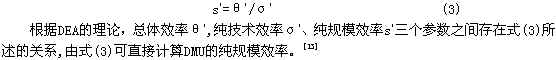 s'=θ'/σ' (3)
根据DEA的理论，总体效率θ',纯技术效率σ'、纯规模效率s'三个参数之间存在式(3)所
述的关系,由式(3)可直接计算DMU的纯规模效率。[13]